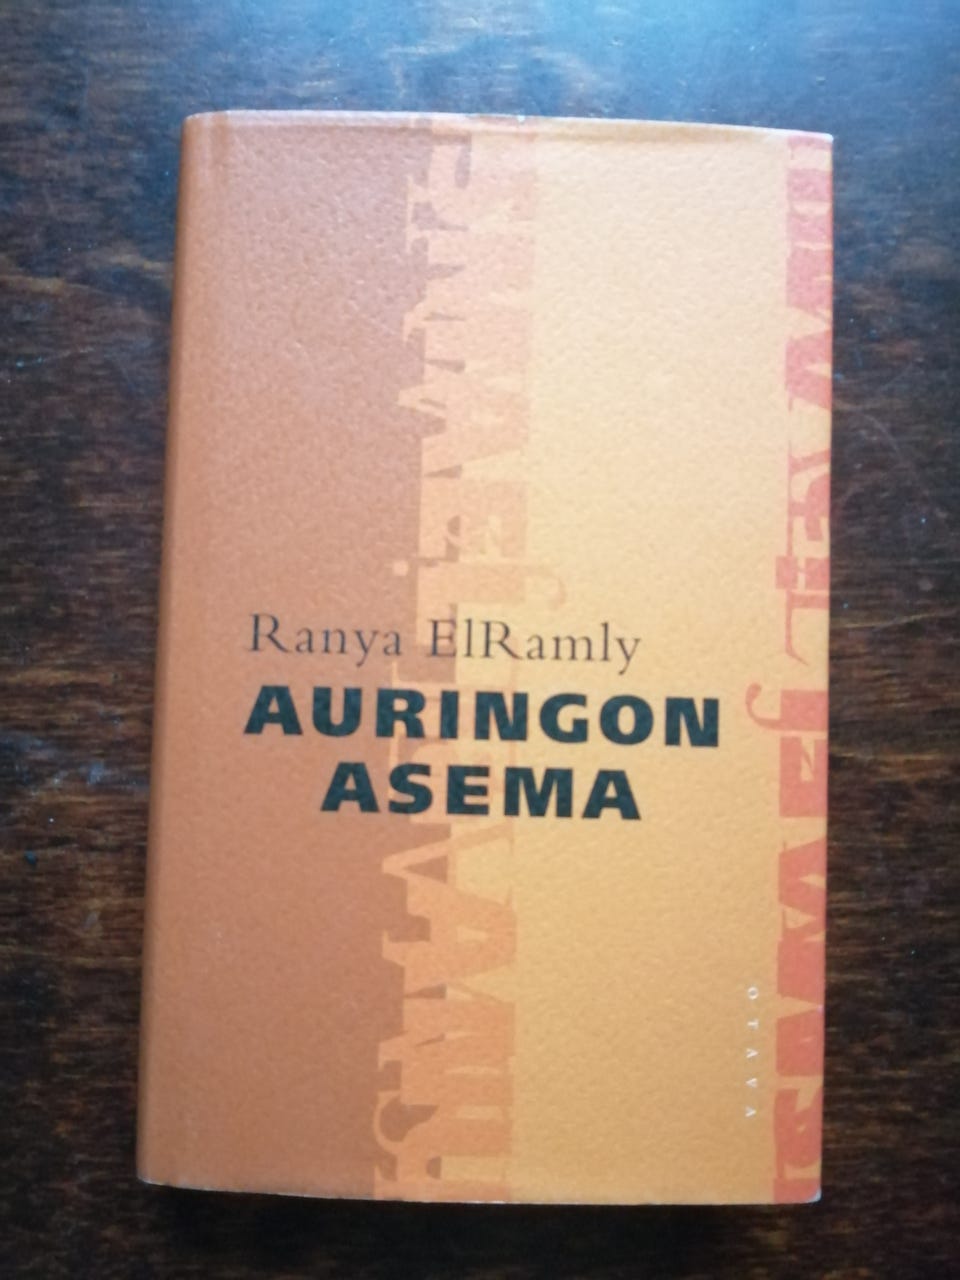 Ranya ElRamly
AURINGON
ASEMA
OTAVA